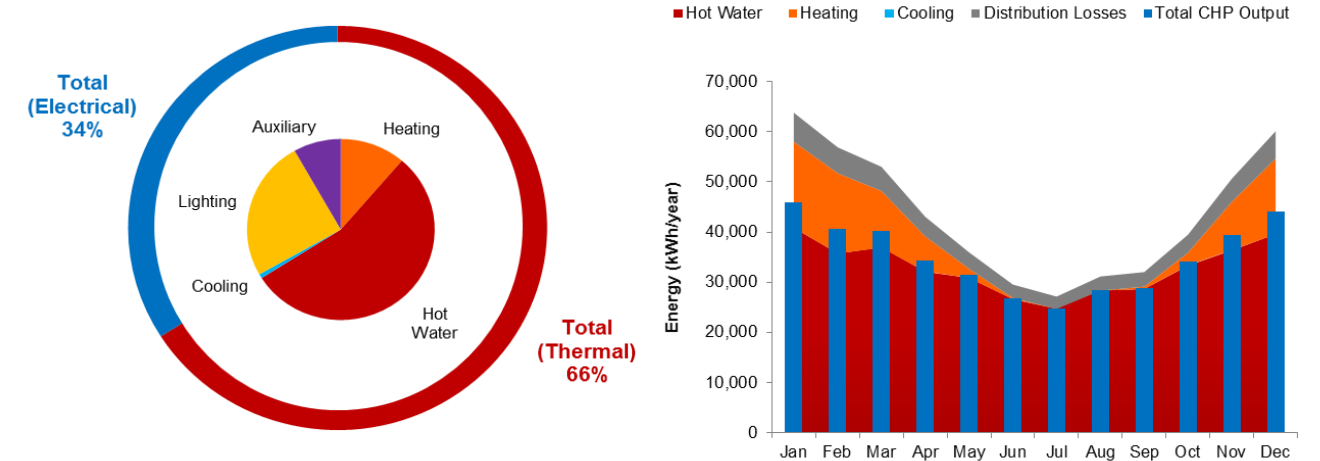 Total
(Electrical)
34%
Auxiliary
Heating
Lighting
Cooling
Hot
Water
Total
(Thermal)
66%
Hot Water Heating Cooling Distribution Losses Total CHP Output
Energy (kWh/year)
70,000
60,000
50,000
40,000
30,000
20,000
10,000
0
Jan Feb Mar Apr May Jun Jul Aug Sep Oct Nov Dec